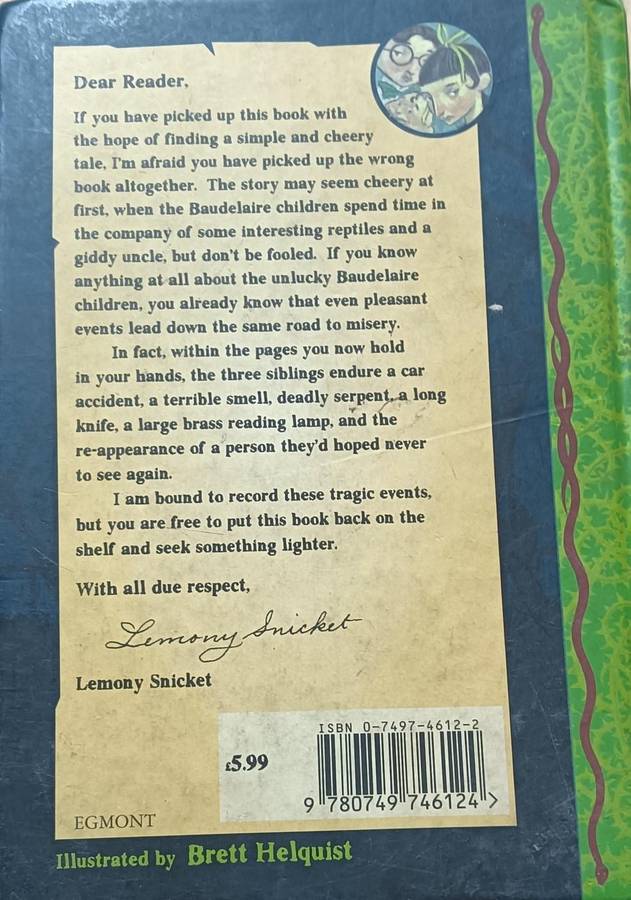 Dear Reader,
If you have picked up this book with
the hope of finding a simple and cheery
tale, I'm afraid you have picked up the wrong
book altogether. The story may seem cheery at
first, when the Baudelaire children spend time in
the company of some interesting reptiles and a
giddy uncle, but don't be fooled. If you know
anything at all about the unlucky Baudelaire
children, you already know that even pleasant
events lead down the same road to misery.
In fact, within the pages you now hold
in your hands, the three siblings endure a car
accident, a terrible smell, deadly serpent, a long
knife, a large brass reading lamp, and the
re-appearance of a person they'd hoped never
to see again.
I am bound to record these tragic events,
but you are free to put this book back on the
shelf and seek something lighter.
With all due respect,
Lemony Snicket
Lemony Snicket
ISBN 0-7497-4612-2
£5.99
9 780749 746124 >
EGMONT
Illustrated by Brett Helquist